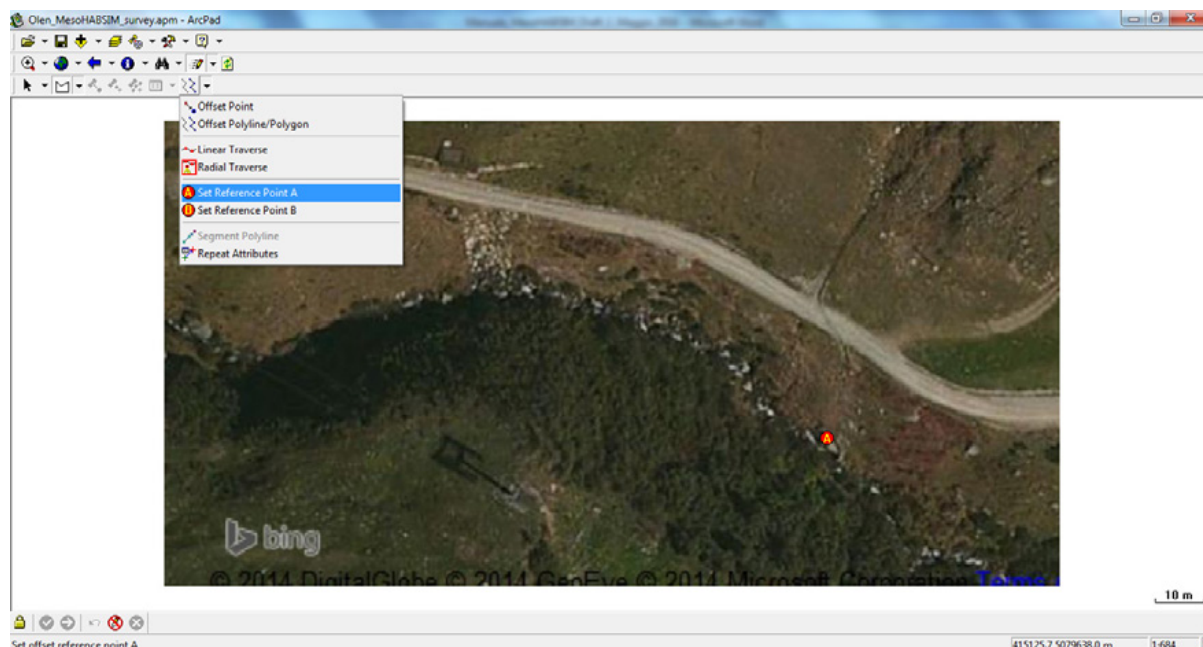 Olen_MesoHABSIM_survey.apm - ArcPad
Offset Point
Offset Polyline/Polygon
Linear Traverse
Radial Traverse
A Set Reference Point A
Set Reference Point B
Segment Polyline
Repeat Attributes
A
bing
© 2014 DigitalGlobe © 2014 GeoEye © 2014 Microsoft Corporation Terms
10 m
Set offset reference point A
415125.7 5079638.0 m
1:684